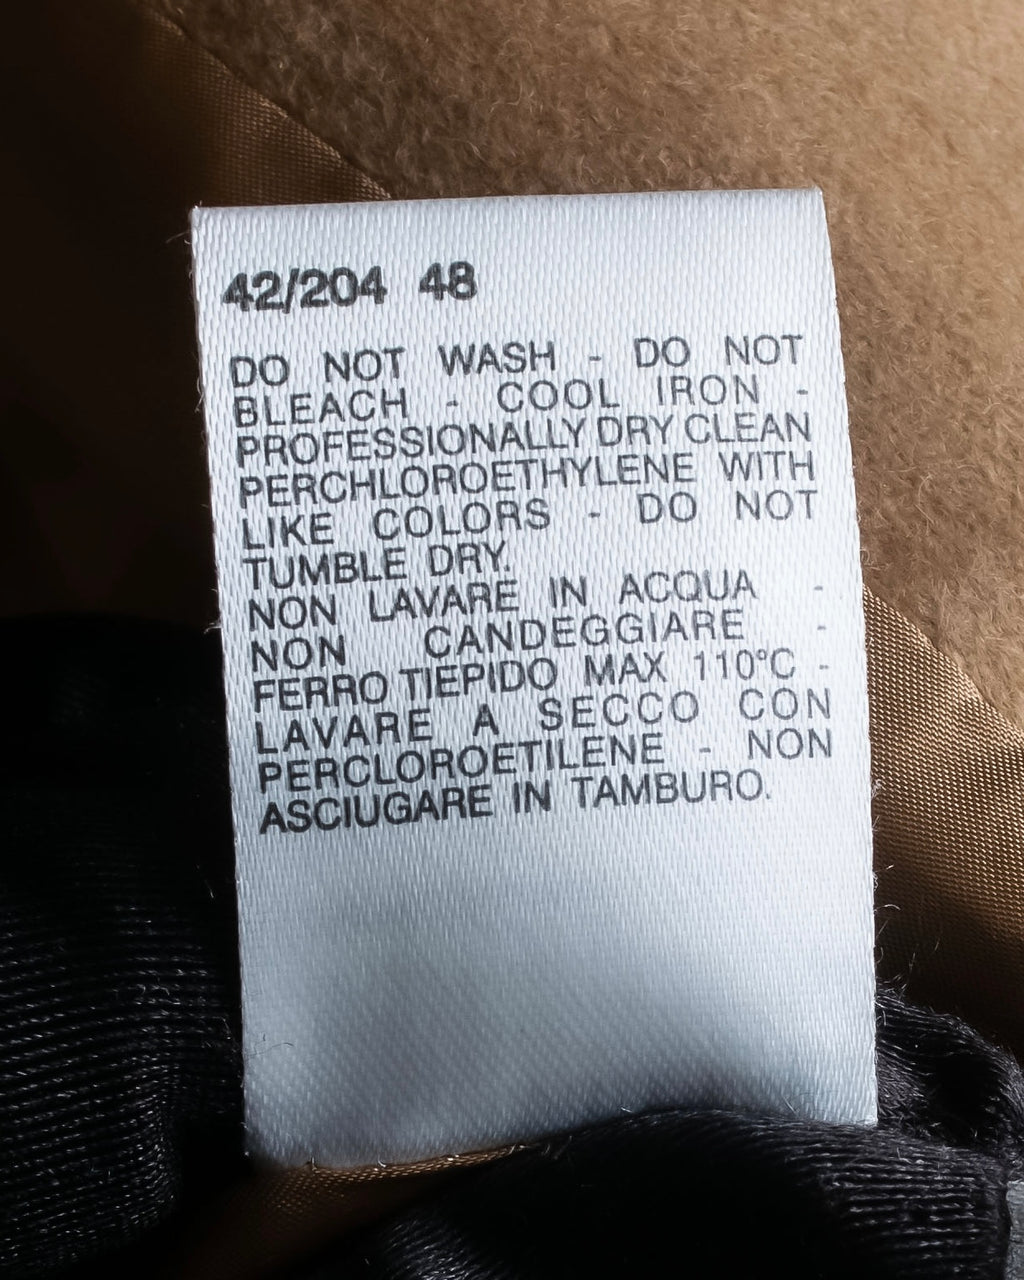 42/204 48
DO NOT WASH - DO NOT
BLEACH - COOL IRON -
PROFESSIONALLY DRY CLEAN
PERCHLOROETHYLENE WITH
LIKE COLORS - DO NOT
TUMBLE DRY.
NON LAVARE IN ACQUA -
NON CANDEGGIARE -
FERRO TIEPIDO MAX 110°C -
LAVARE A SECCO CON
PERCLOROETILENE - NON
ASCIUGARE IN TAMBURO.